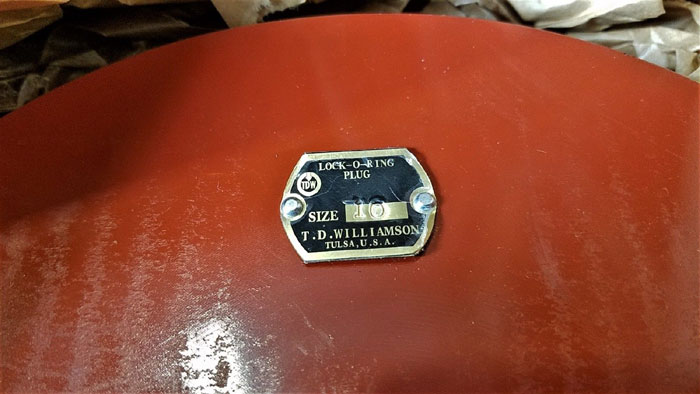 LOCK-O-RING
PLUG
TDW
SIZE 10
T.D.WILLIAMSON
TULSA, U.S.A.